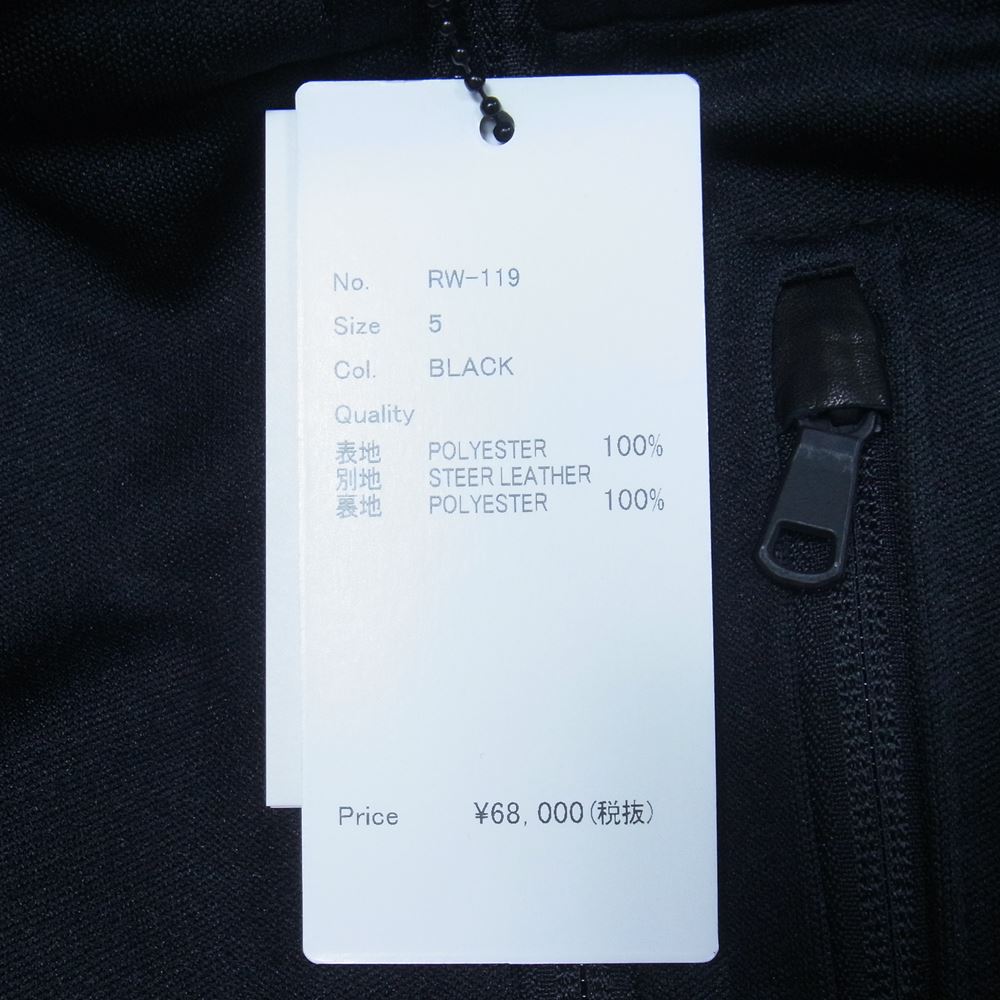 No. RW-119
Size 5
Col. BLACK
Quality
表地 POLYESTER 100%
別地 STEER LEATHER
裏地 POLYESTER 100%
Price ¥68,000(税抜)